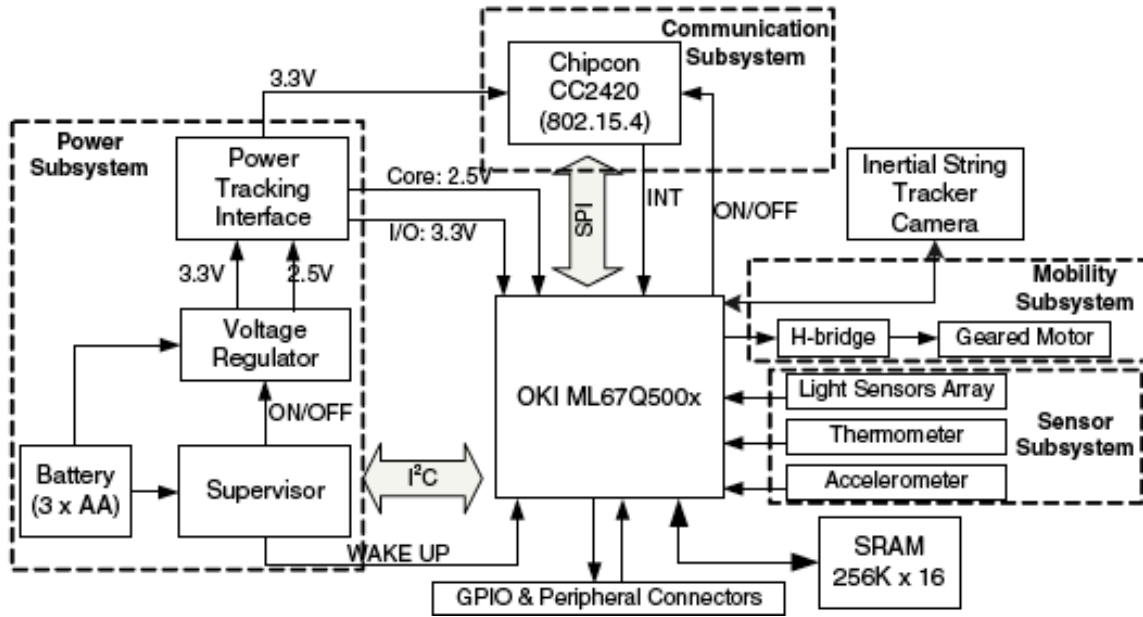 Communication
Subsystem
Chipcon
CC2420
(802.15.4)
3.3V
Power
Subsystem
Power
Tracking
Interface
Core: 2.5V
I/O: 3.3V
SPI
INT
ON/OFF
Inertial String
Tracker
Camera
3.3V
2.5V
Mobility
Subsystem
Voltage
Regulator
H-bridge
Geared Motor
OKI ML67Q500x
ON/OFF
Light Sensors Array
Thermometer
Accelerometer
Sensor
Subsystem
Battery
(3 x AA)
Supervisor
I²C
WAKE UP
SRAM
256K x 16
GPIO & Peripheral Connectors